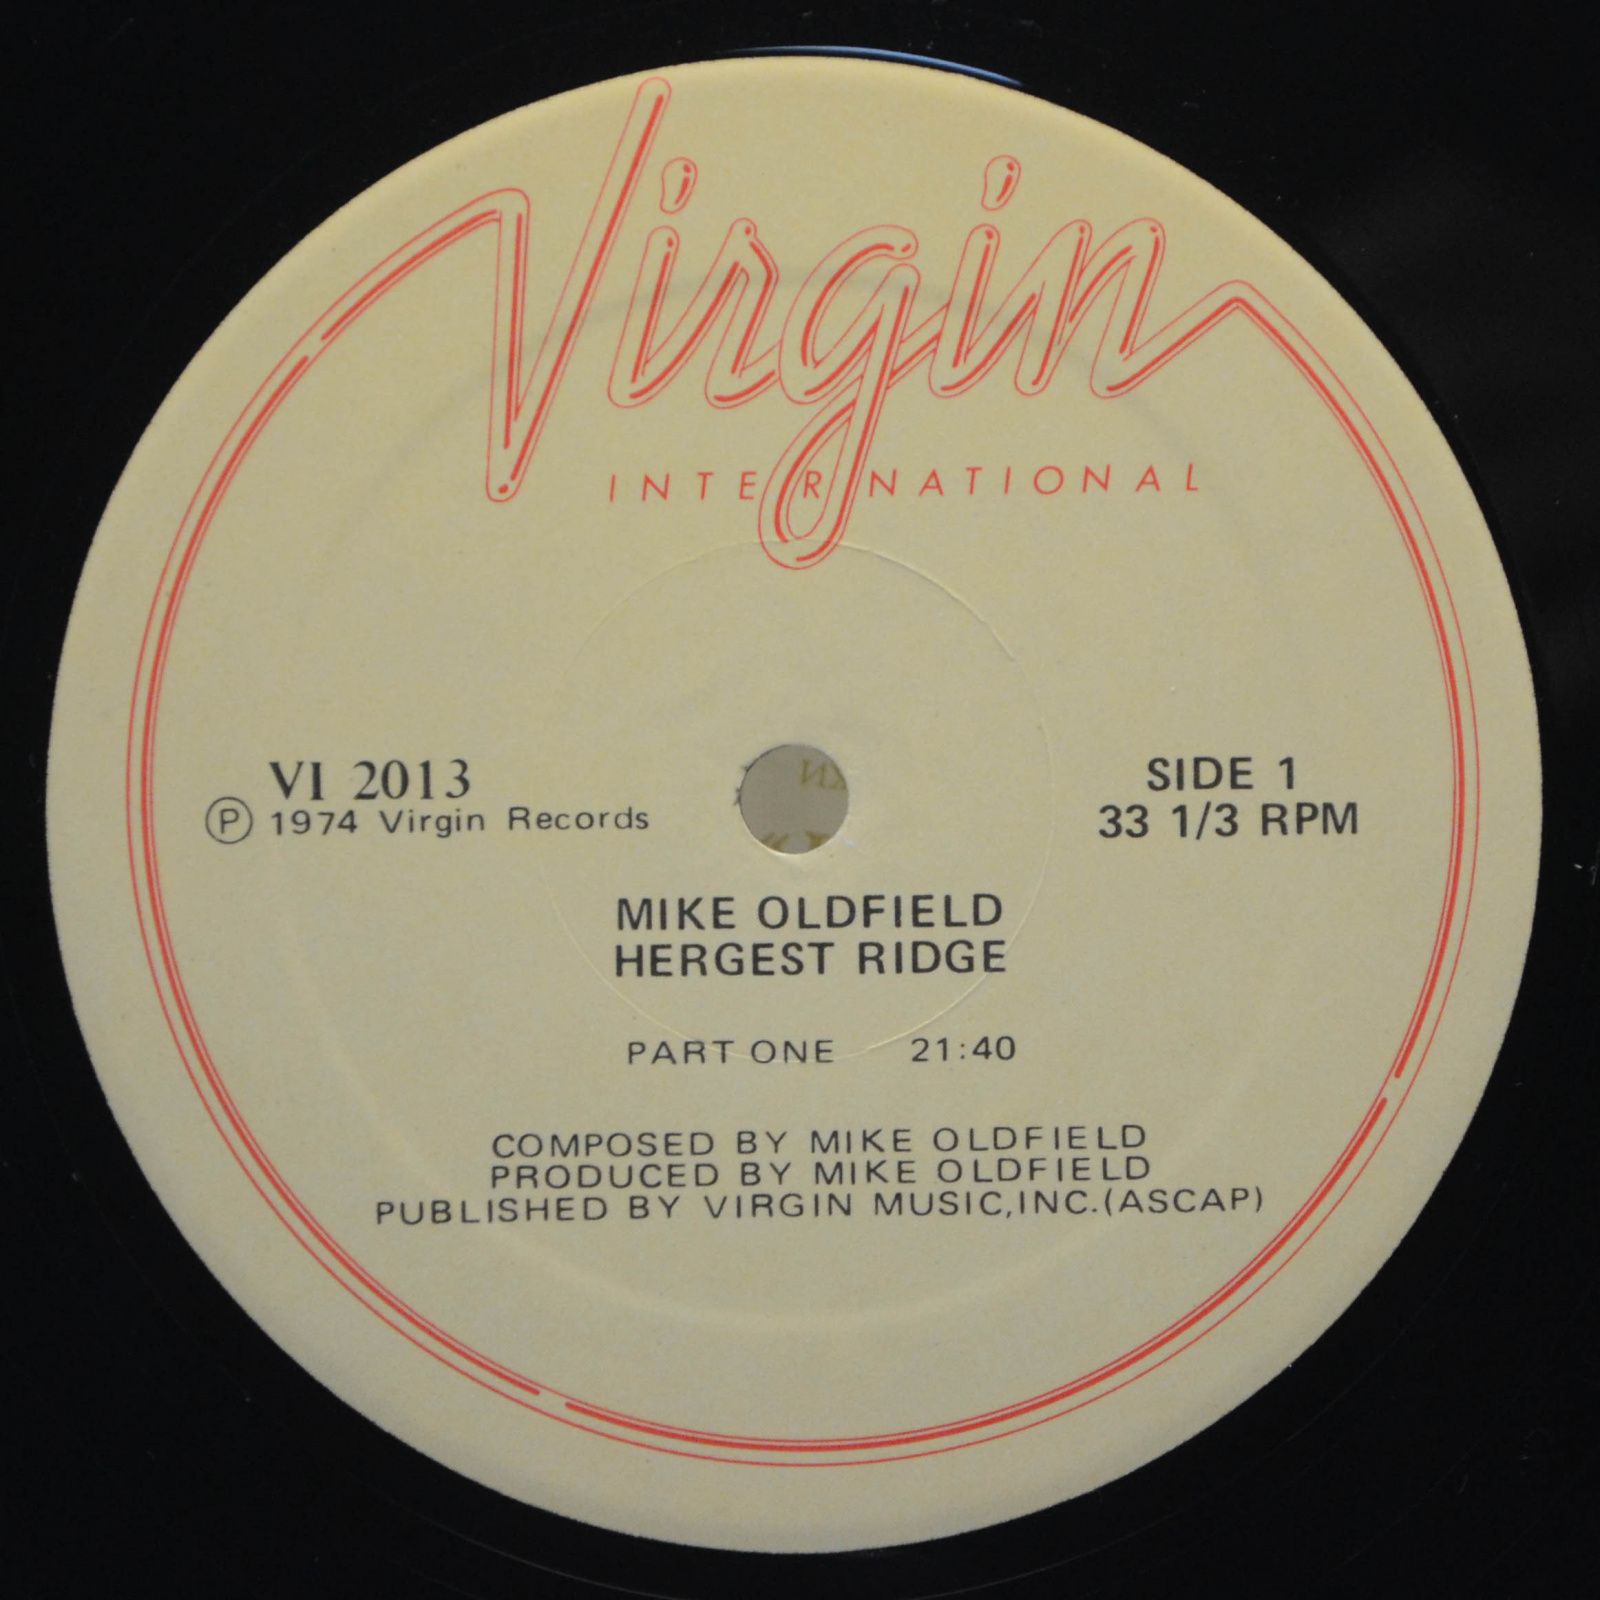 Virgin
INTERNATIONAL
VI 2013
Ⓟ 1974 Virgin Records
SIDE 1
33 1/3 RPM
MIKE OLDFIELD
HERGEST RIDGE
PART ONE 21:40
COMPOSED BY MIKE OLDFIELD
PRODUCED BY MIKE OLDFIELD
PUBLISHED BY VIRGIN MUSIC,INC.(ASCAP)